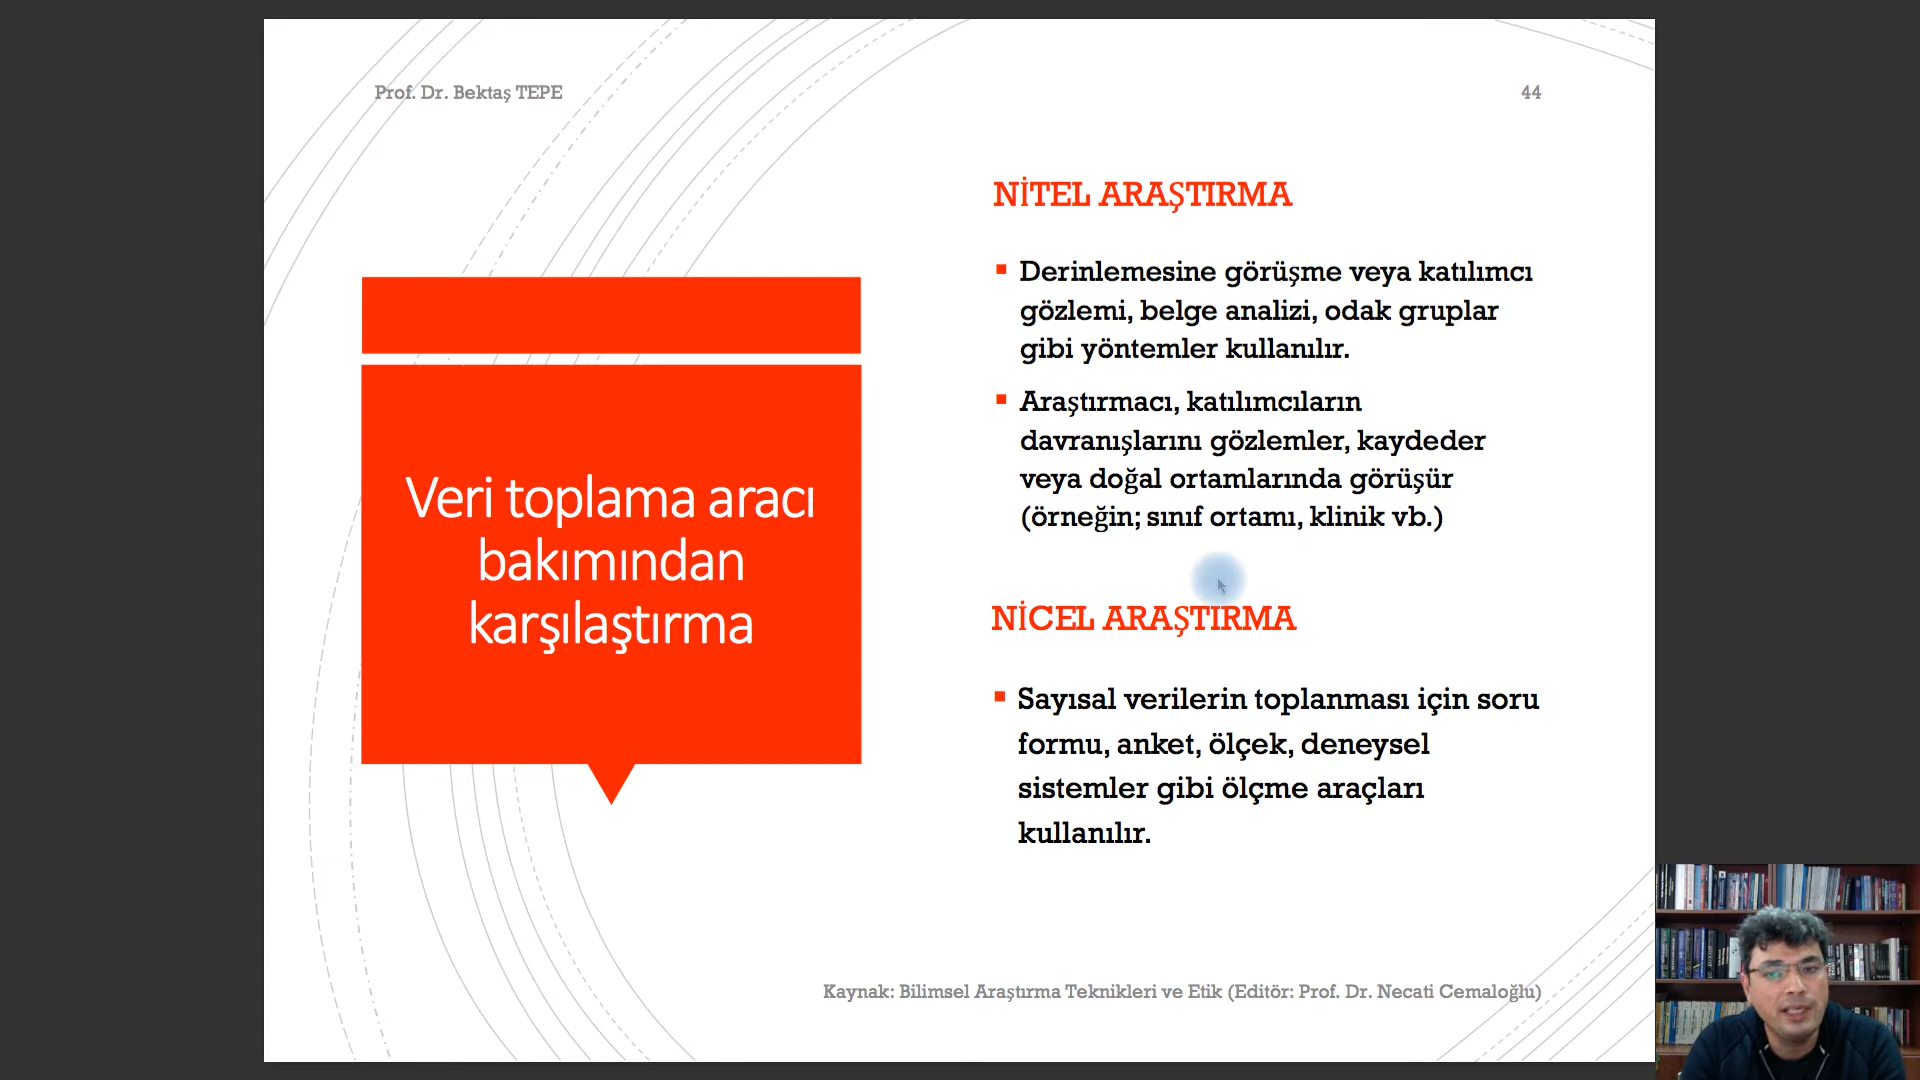 Prof. Dr. Bektaş TEPE
44
Veri toplama aracı
bakımından
karşılaştırma
NİTEL ARAŞTIRMA
Derinlemesine görüşme veya katılımcı
gözlemi, belge analizi, odak gruplar
gibi yöntemler kullanılır.
Araştırmacı, katılımcıların
davranışlarını gözlemler, kaydeder
veya doğal ortamlarında görüşür
(örneğin; sınıf ortamı, klinik vb.)
NİCEL ARAŞTIRMA
Sayısal verilerin toplanması için soru
formu, anket, ölçek, deneysel
sistemler gibi ölçme araçları
kullanılır.
Kaynak: Bilimsel Araştırma Teknikleri ve Etik (Editör: Prof. Dr. Necati Cemaloğlu)